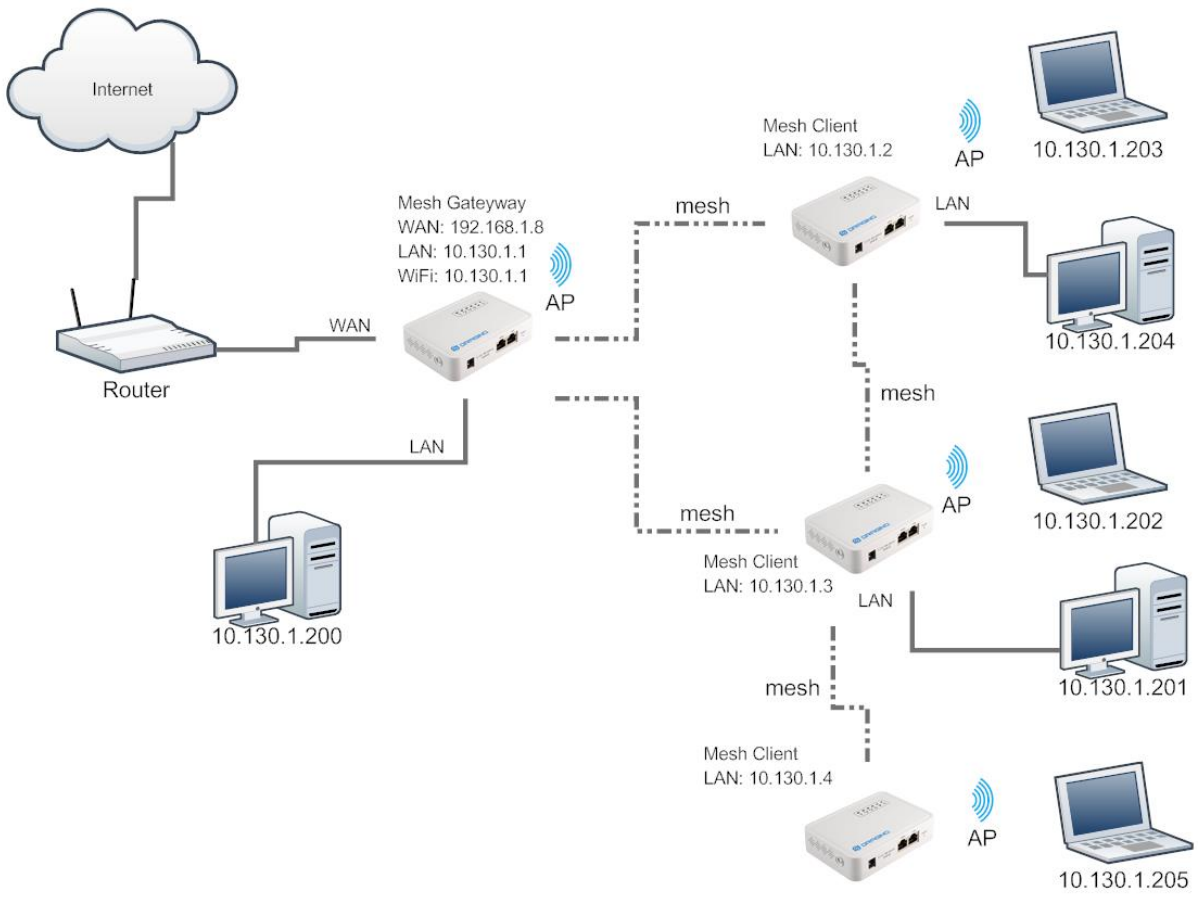 Internet
Mesh Client
LAN: 10.130.1.2
AP
10.130.1.203
Mesh Gateyway
WAN: 192.168.1.8
LAN: 10.130.1.1
WiFi: 10.130.1.1
AP
mesh
LAN
DRAGINO
WAN
DRAGINO
10.130.1.204
Router
mesh
LAN
AP
10.130.1.202
mesh
DRAGINO
Mesh Client
LAN: 10.130.1.3
LAN
10.130.1.200
mesh
10.130.1.201
Mesh Client
LAN: 10.130.1.4
DRAGINO
AP
10.130.1.205